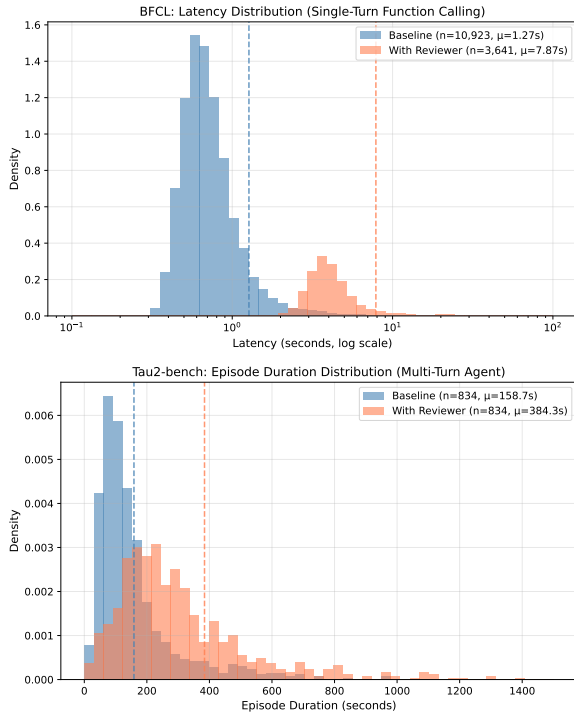 BFCL: Latency Distribution (Single-Turn Function Calling)
Baseline (n=10,923, μ=1.27s)
With Reviewer (n=3,641, μ=7.87s)
Density
1.6
1.4
1.2
1.0
0.8
0.6
0.4
0.2
0.0
10⁻¹ 10⁰ 10¹ 10²
Latency (seconds, log scale)
Tau2-bench: Episode Duration Distribution (Multi-Turn Agent)
Baseline (n=834, μ=158.7s)
With Reviewer (n=834, μ=384.3s)
Density
0.006
0.005
0.004
0.003
0.002
0.001
0.000
0 200 400 600 800 1000 1200 1400
Episode Duration (seconds)